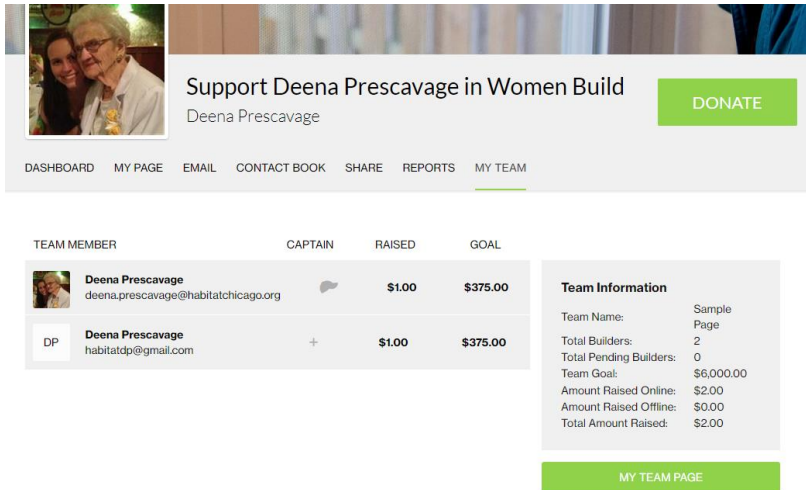 Support Deena Prescavage in Women Build
Deena Prescavage
DONATE
DASHBOARD MY PAGE EMAIL CONTACT BOOK SHARE REPORTS MY TEAM
TEAM MEMBER CAPTAIN RAISED GOAL
Deena Prescavage
deena.prescavage@habitatchicago.org
$1.00 $375.00
DP
Deena Prescavage
habitatdp@gmail.com
+ $1.00 $375.00
Team Information
Team Name: Sample
Page
Total Builders: 2
Total Pending Builders: 0
Team Goal: $6,000.00
Amount Raised Online: $2.00
Amount Raised Offline: $0.00
Total Amount Raised: $2.00
MY TEAM PAGE